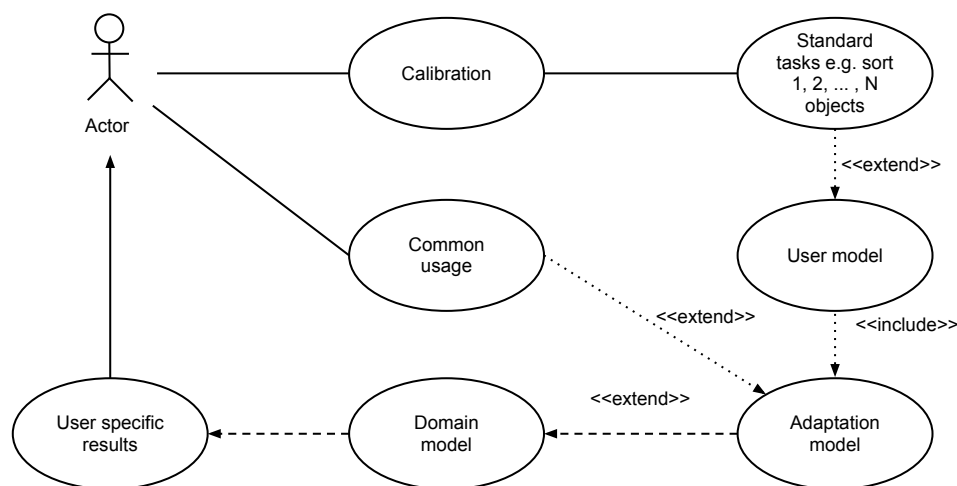 Standard
tasks e.g. sort
1, 2, ... , N
objects
Calibration
Actor
<<extend>>
Common
usage
User model
<<extend>>
<<include>>
<<extend>>
User specific
results
Domain
model
Adaptation
model